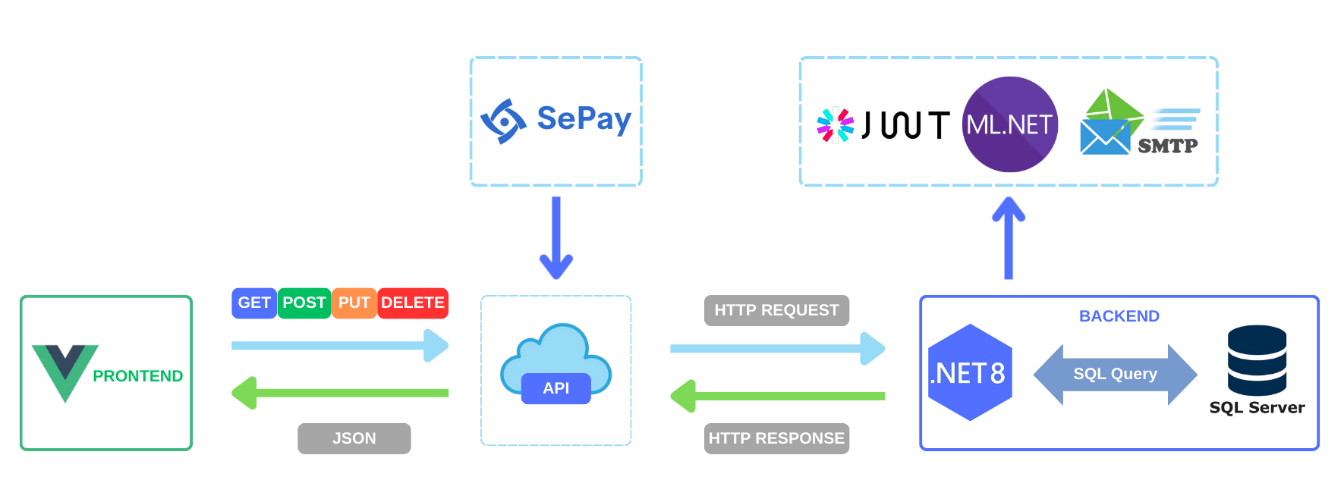 SePay
JWT
ML.NET
SMTP
GET
POST
PUT
DELETE
HTTP REQUEST
BACKEND
PRONTEND
API
.NET 8
SQL Query
SQL Server
JSON
HTTP RESPONSE